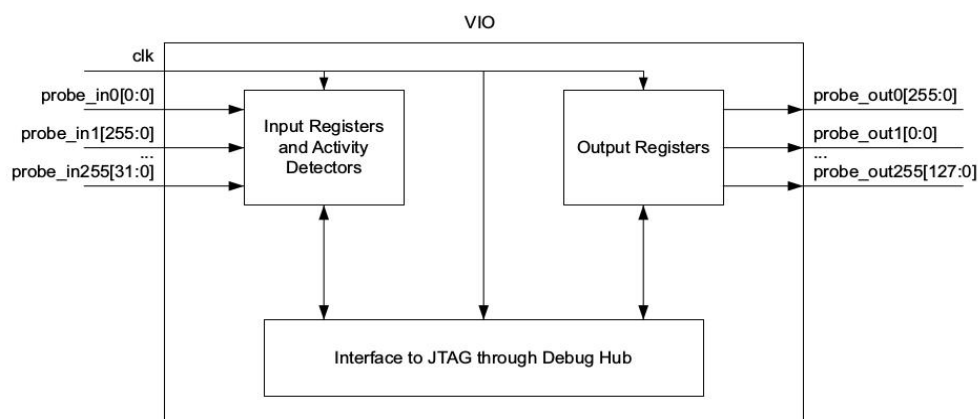 VIO
clk
probe_in0[0:0]
probe_in1[255:0]
...
probe_in255[31:0]
Input Registers
and Activity
Detectors
Output Registers
probe_out0[255:0]
probe_out1[0:0]
...
probe_out255[127:0]
Interface to JTAG through Debug Hub